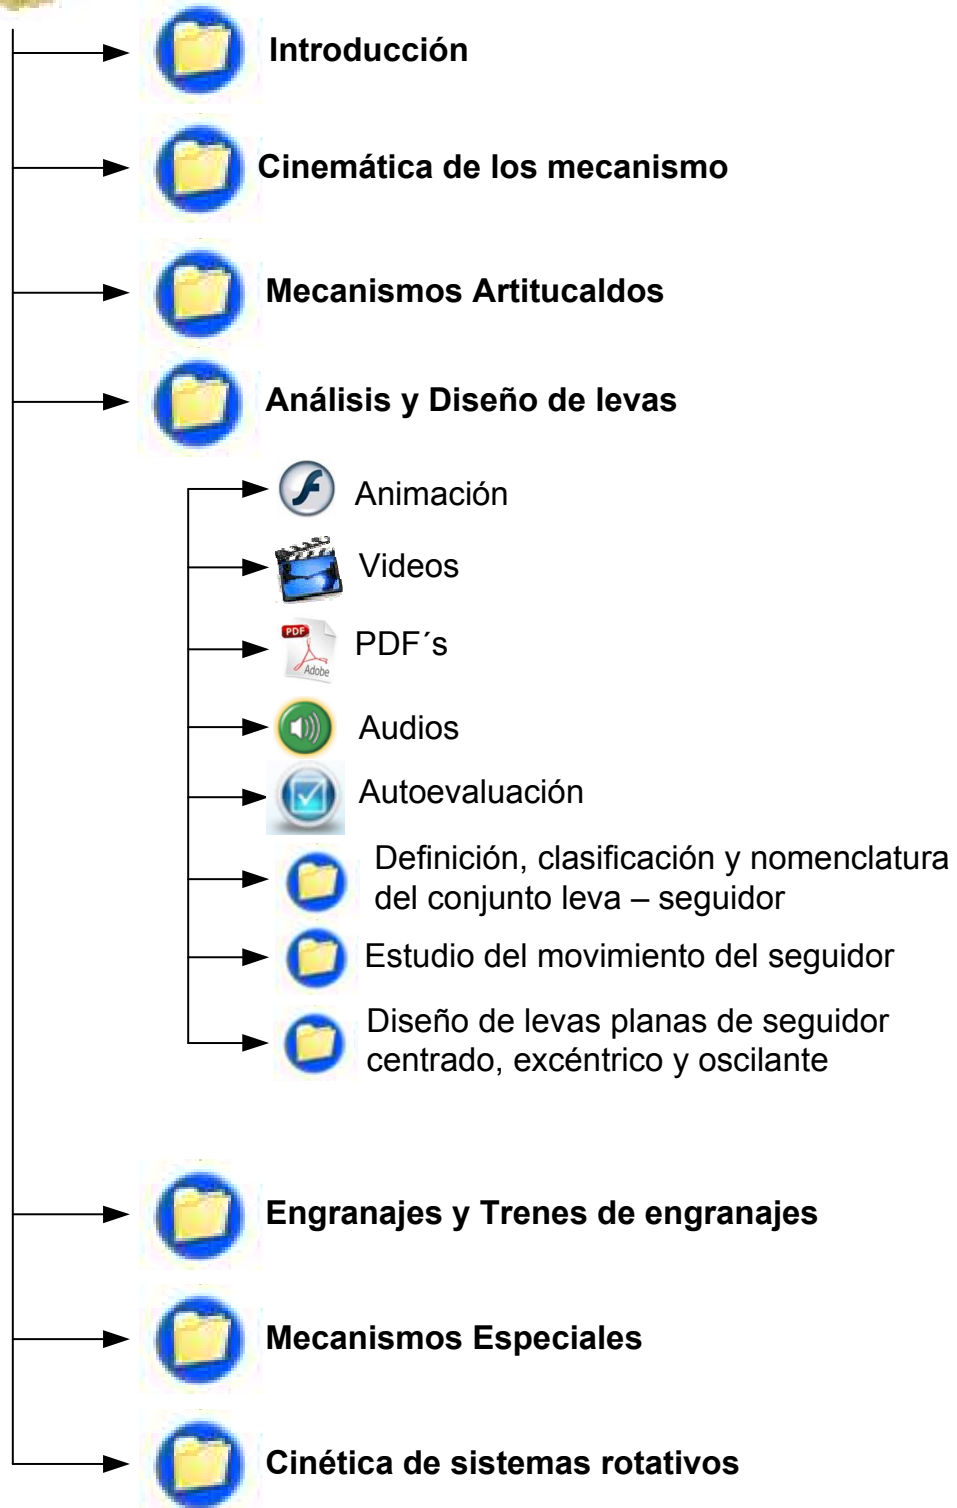 Introducción
Cinemática de los mecanismo
Mecanismos Artitucaldos
Análisis y Diseño de levas
Animación
Videos
PDF
Adobe
PDF´s
Audios
Autoevaluación
Definición, clasificación y nomenclatura
del conjunto leva – seguidor
Estudio del movimiento del seguidor
Diseño de levas planas de seguidor
centrado, excéntrico y oscilante
Engranajes y Trenes de engranajes
Mecanismos Especiales
Cinética de sistemas rotativos